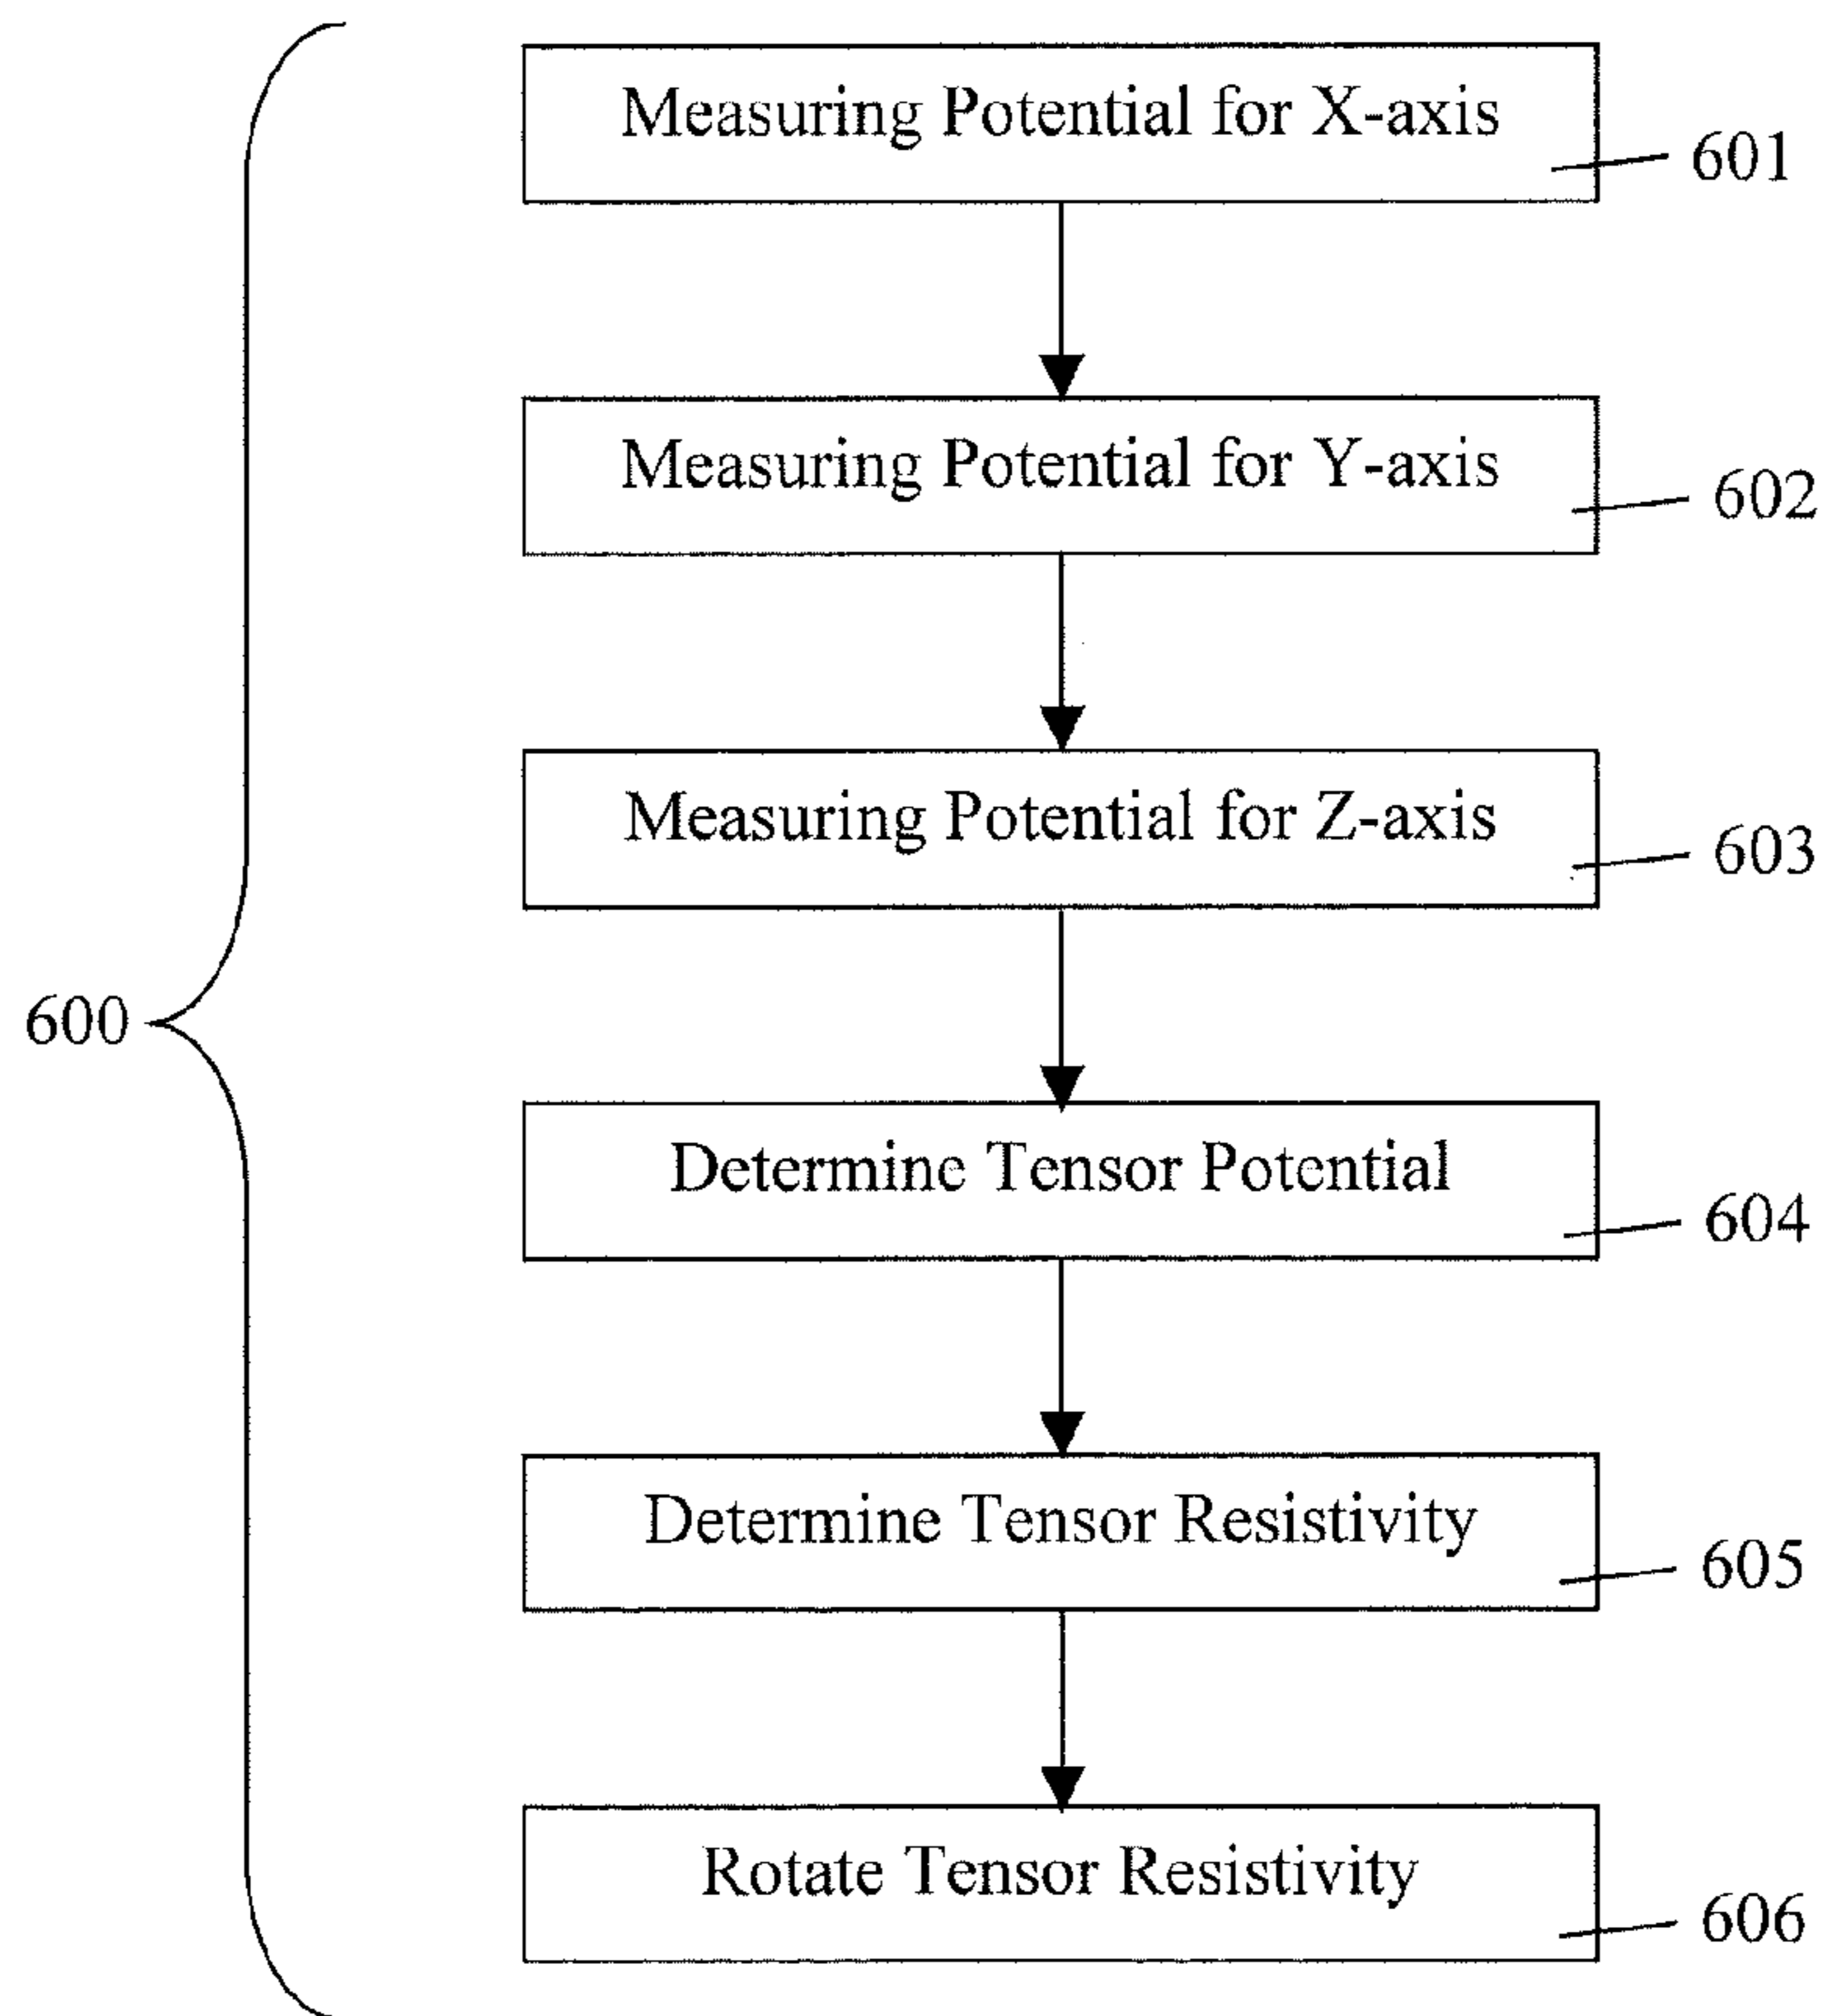 Measuring Potential for X-axis
601
Measuring Potential for Y-axis
602
Measuring Potential for Z-axis
603
600
Determine Tensor Potential
604
Determine Tensor Resistivity
605
Rotate Tensor Resistivity
606